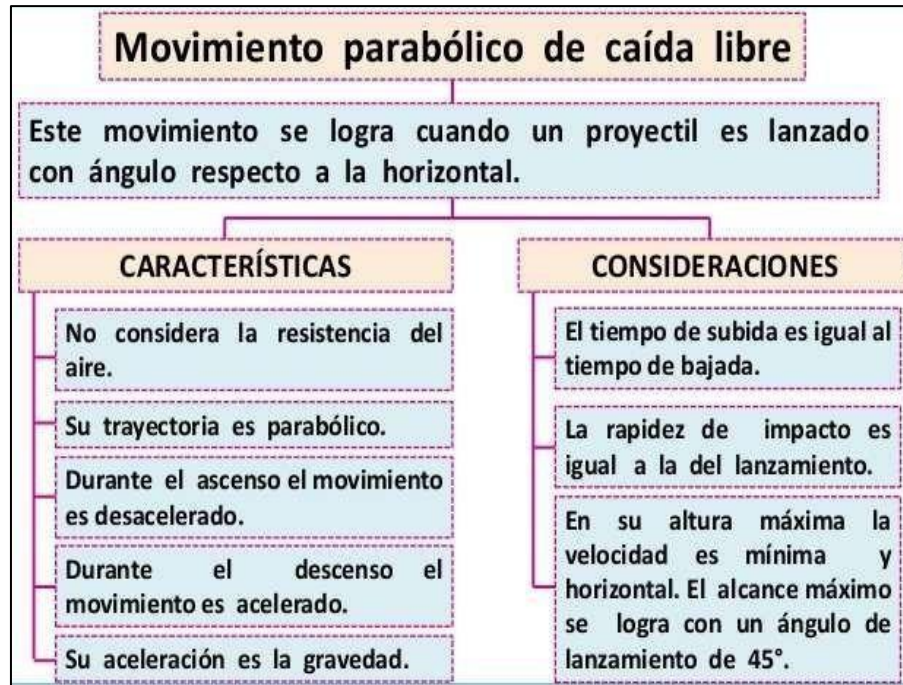 Movimiento parabólico de caída libre
Este movimiento se logra cuando un proyectil es lanzado
con ángulo respecto a la horizontal.
CARACTERÍSTICAS
No considera la resistencia del
aire.
Su trayectoria es parabólico.
Durante el ascenso el movimiento
es desacelerado.
Durante el descenso el
movimiento es acelerado.
Su aceleración es la gravedad.
CONSIDERACIONES
El tiempo de subida es igual al
tiempo de bajada.
La rapidez de impacto es
igual a la del lanzamiento.
En su altura máxima la
velocidad es mínima y
horizontal. El alcance máximo
se logra con un ángulo de
lanzamiento de 45°.